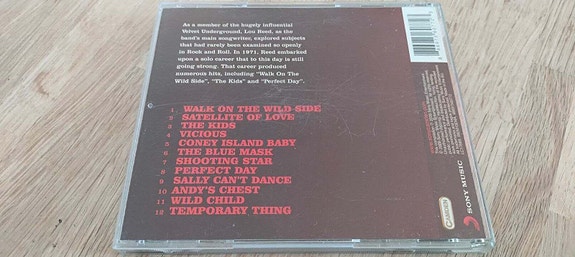 As a member of the hugely influential
Velvet Underground, Lou Reed, as
the band's main songwriter, explored subjects
that had rarely been examined so openly
in Rock and Roll. In 1971, Reed embarked
upon a solo career that to this day is still
going strong. That career produced
numerous hits, including "Walk On The
Wild Side", "The Kids" and "Perfect Day".
1 WALK ON THE WILD SIDE
2 SATELLITE OF LOVE
3 THE KIDS
4 VICIOUS
5 CONEY ISLAND BABY
6 THE BLUE MASK
7 SHOOTING STAR
8 PERFECT DAY
9 SALLY CAN'T DANCE
10 ANDY'S CHEST
11 WILD CHILD
12 TEMPORARY THING
CAMDEN
SONY MUSIC